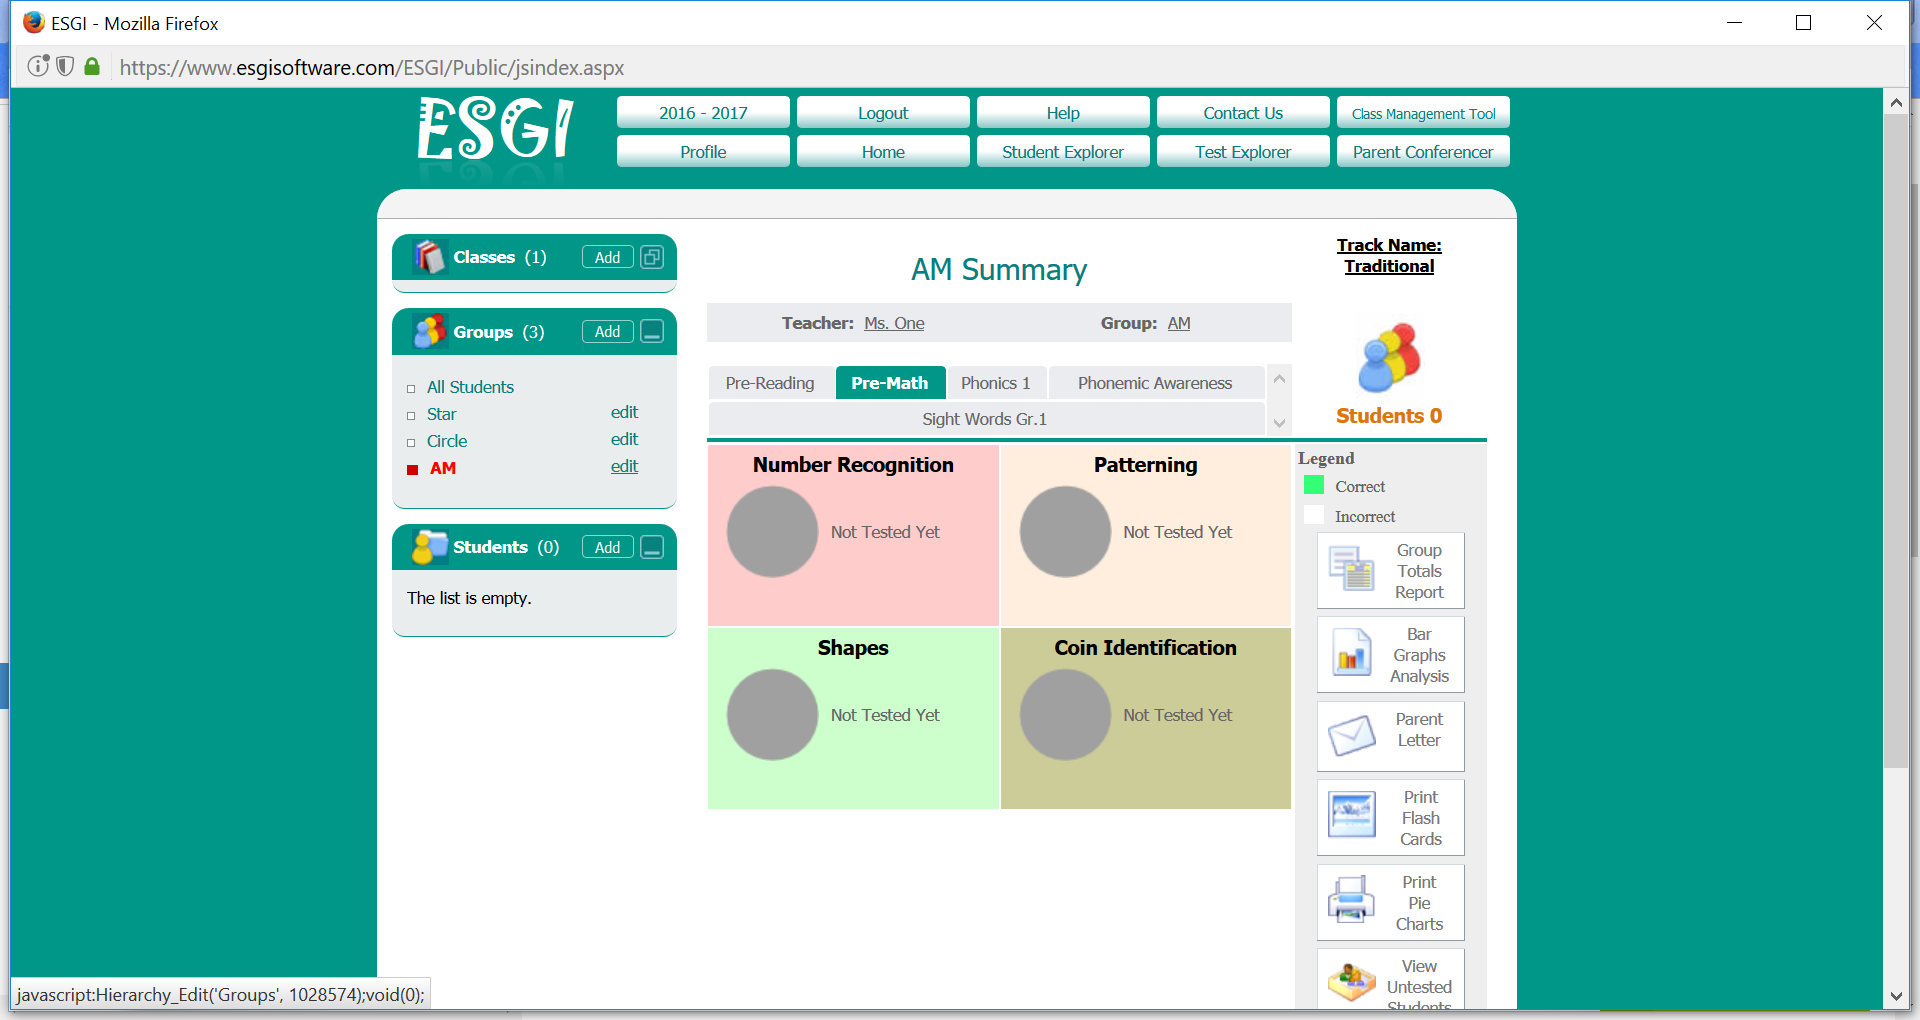 ESGI - Mozilla Firefox
https://www.esgisoftware.com/ESGI/Public/jsindex.aspx
ESGI
2016 - 2017
Logout
Help
Contact Us
Class Management Tool
Profile
Home
Student Explorer
Test Explorer
Parent Conferencer
Classes (1)
Add
Groups (3)
Add
All Students
Star edit
Circle edit
AM edit
Students (0)
Add
The list is empty.
AM Summary
Teacher: Ms. One
Group: AM
Track Name:
Traditional
Students 0
Pre-Reading
Pre-Math
Phonics 1
Phonemic Awareness
Sight Words Gr.1
Number Recognition
Not Tested Yet
Patterning
Not Tested Yet
Shapes
Not Tested Yet
Coin Identification
Not Tested Yet
Legend
Correct
Incorrect
Group
Totals
Report
Bar
Graphs
Analysis
Parent
Letter
Print
Flash
Cards
Print
Pie
Charts
View
Untested
Students
javascript:Hierarchy_Edit('Groups', 1028574);void(0);